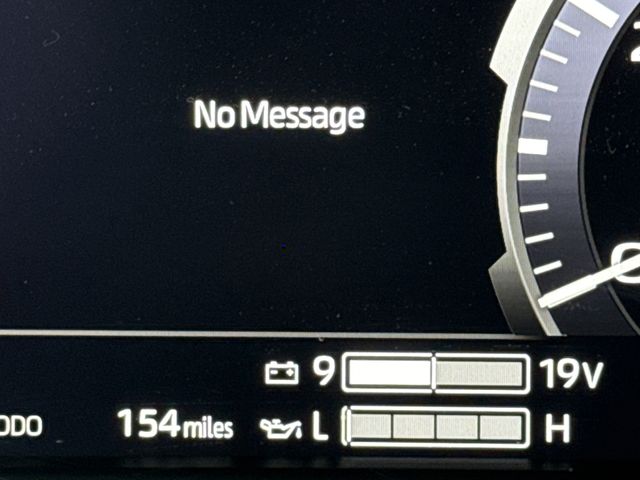 No Message
9 19V
ODO 154 miles L H